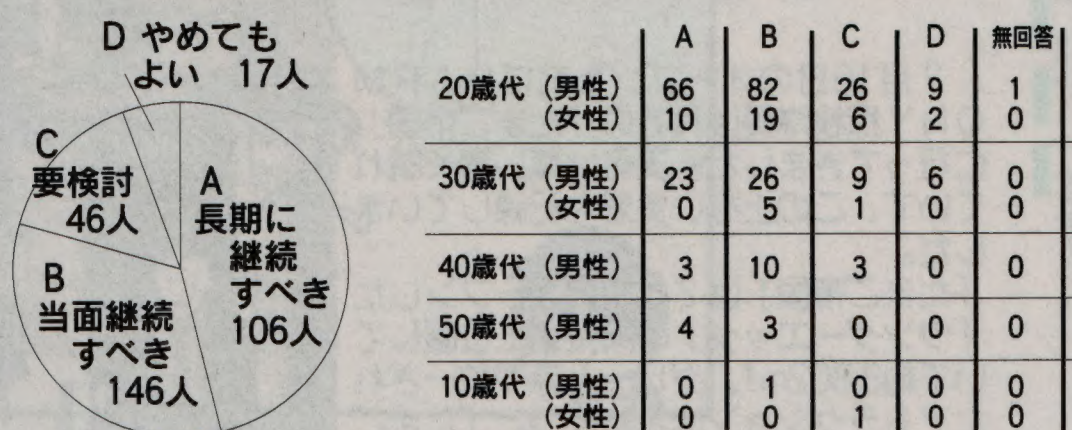 D やめても
よい 17人
C
要検討
46人
A
長期に
継続
すべき
106人
B
当面継続
すべき
146人
A B C D 無回答
20歳代（男性） 66 82 26 9 1
（女性） 10 19 6 2 0
30歳代（男性） 23 26 9 6 0
（女性） 0 5 1 0 0
40歳代（男性） 3 10 3 0 0
50歳代（男性） 4 3 0 0 0
10歳代（男性） 0 1 0 0 0
（女性） 0 0 1 0 0